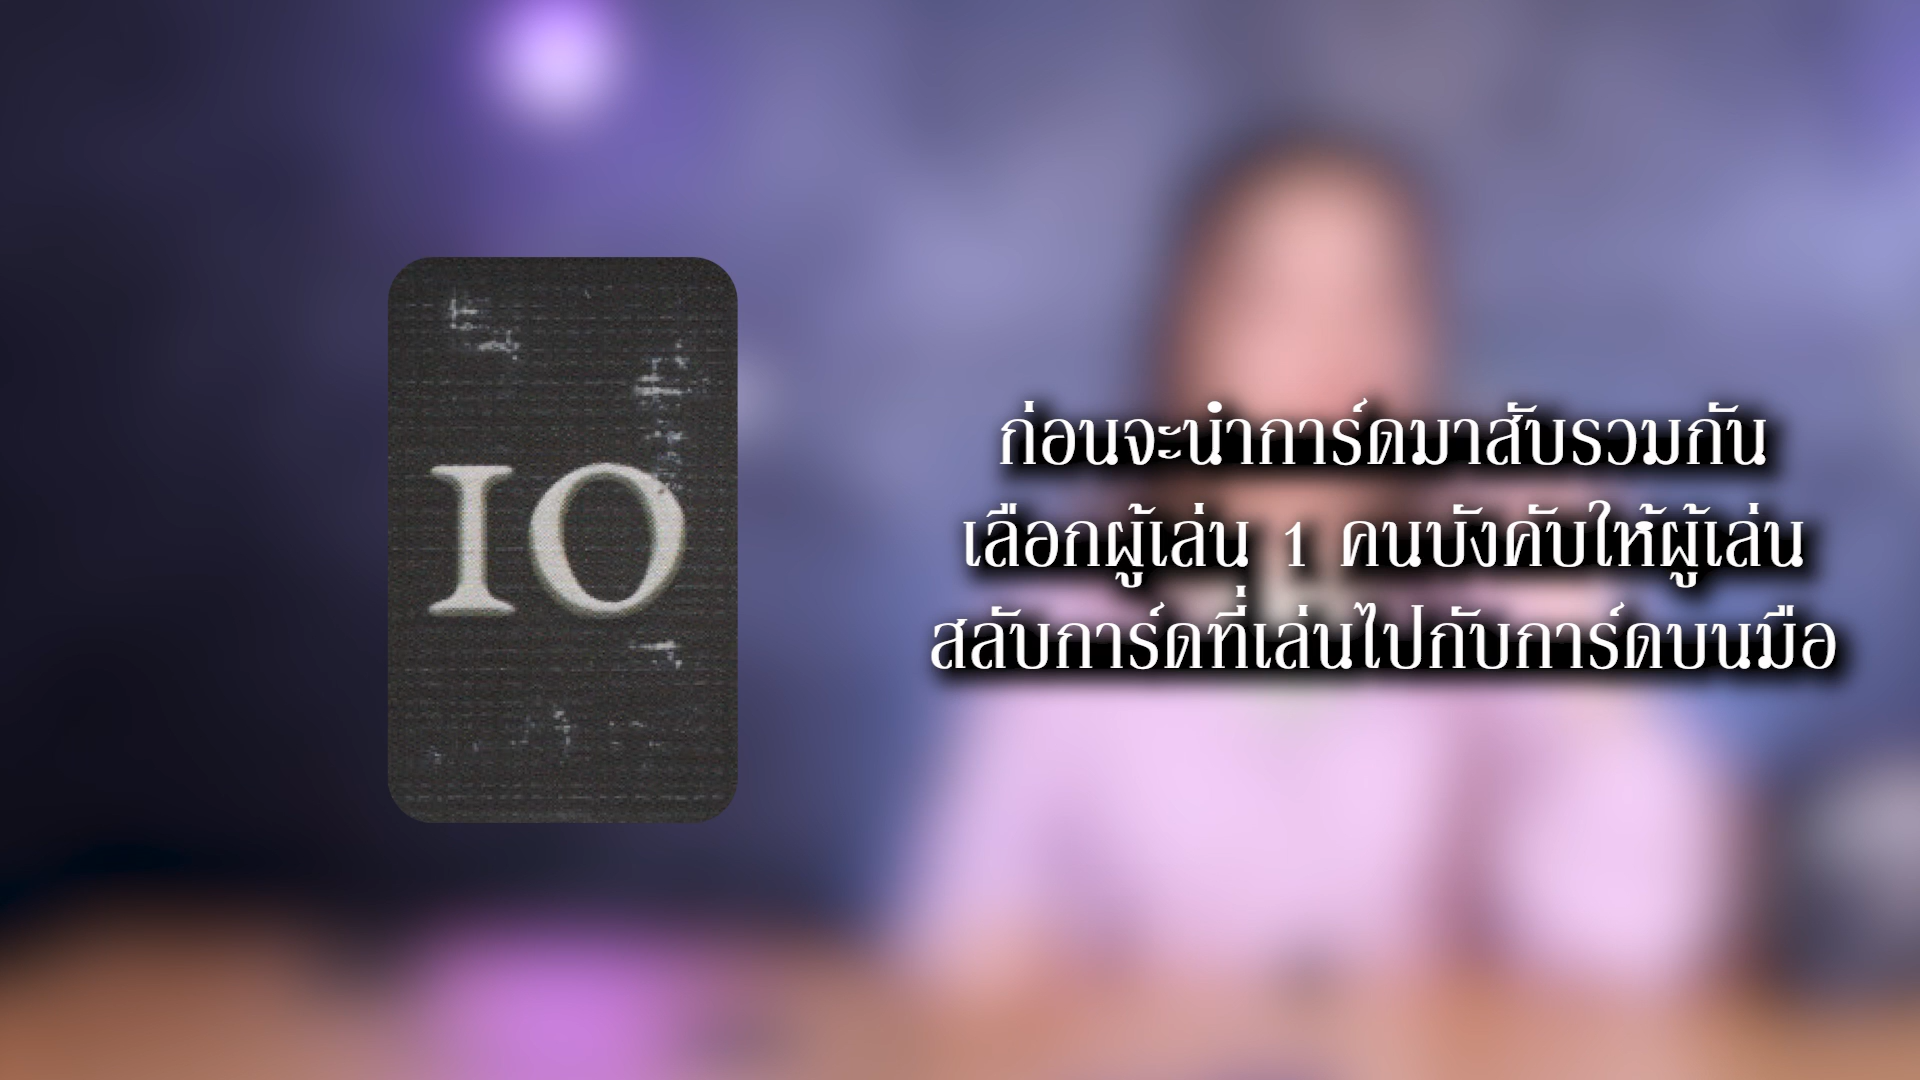 10
ก่อนจะนำการ์ดมาสับรวมกัน
เลือกผู้เล่น 1 คนบังคับให้ผู้เล่น
สลับการ์ดที่เล่นไปกับการ์ดบนมือ